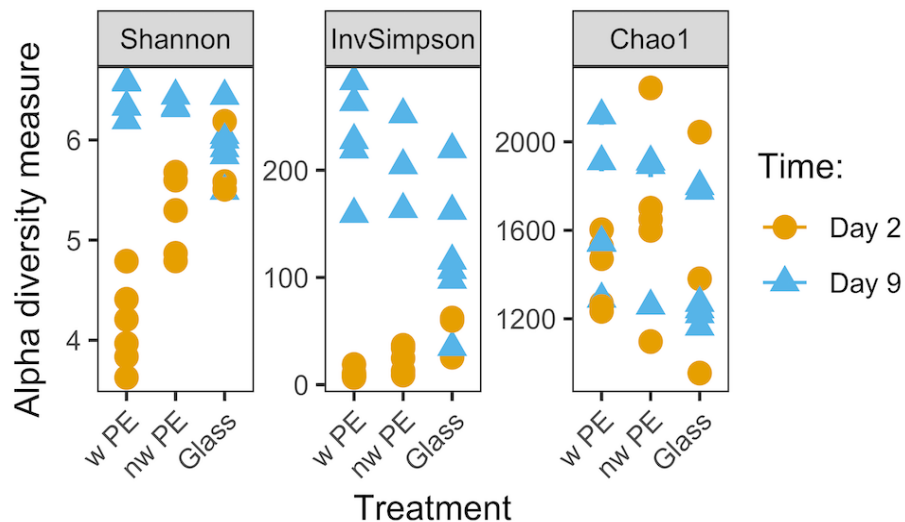 Shannon
InvSimpson
Chao1
Alpha diversity measure
6
5
4
200
100
0
2000
1600
1200
w PE
nw PE
Glass
w PE
nw PE
Glass
w PE
nw PE
Glass
Treatment
Time:
Day 2
Day 9